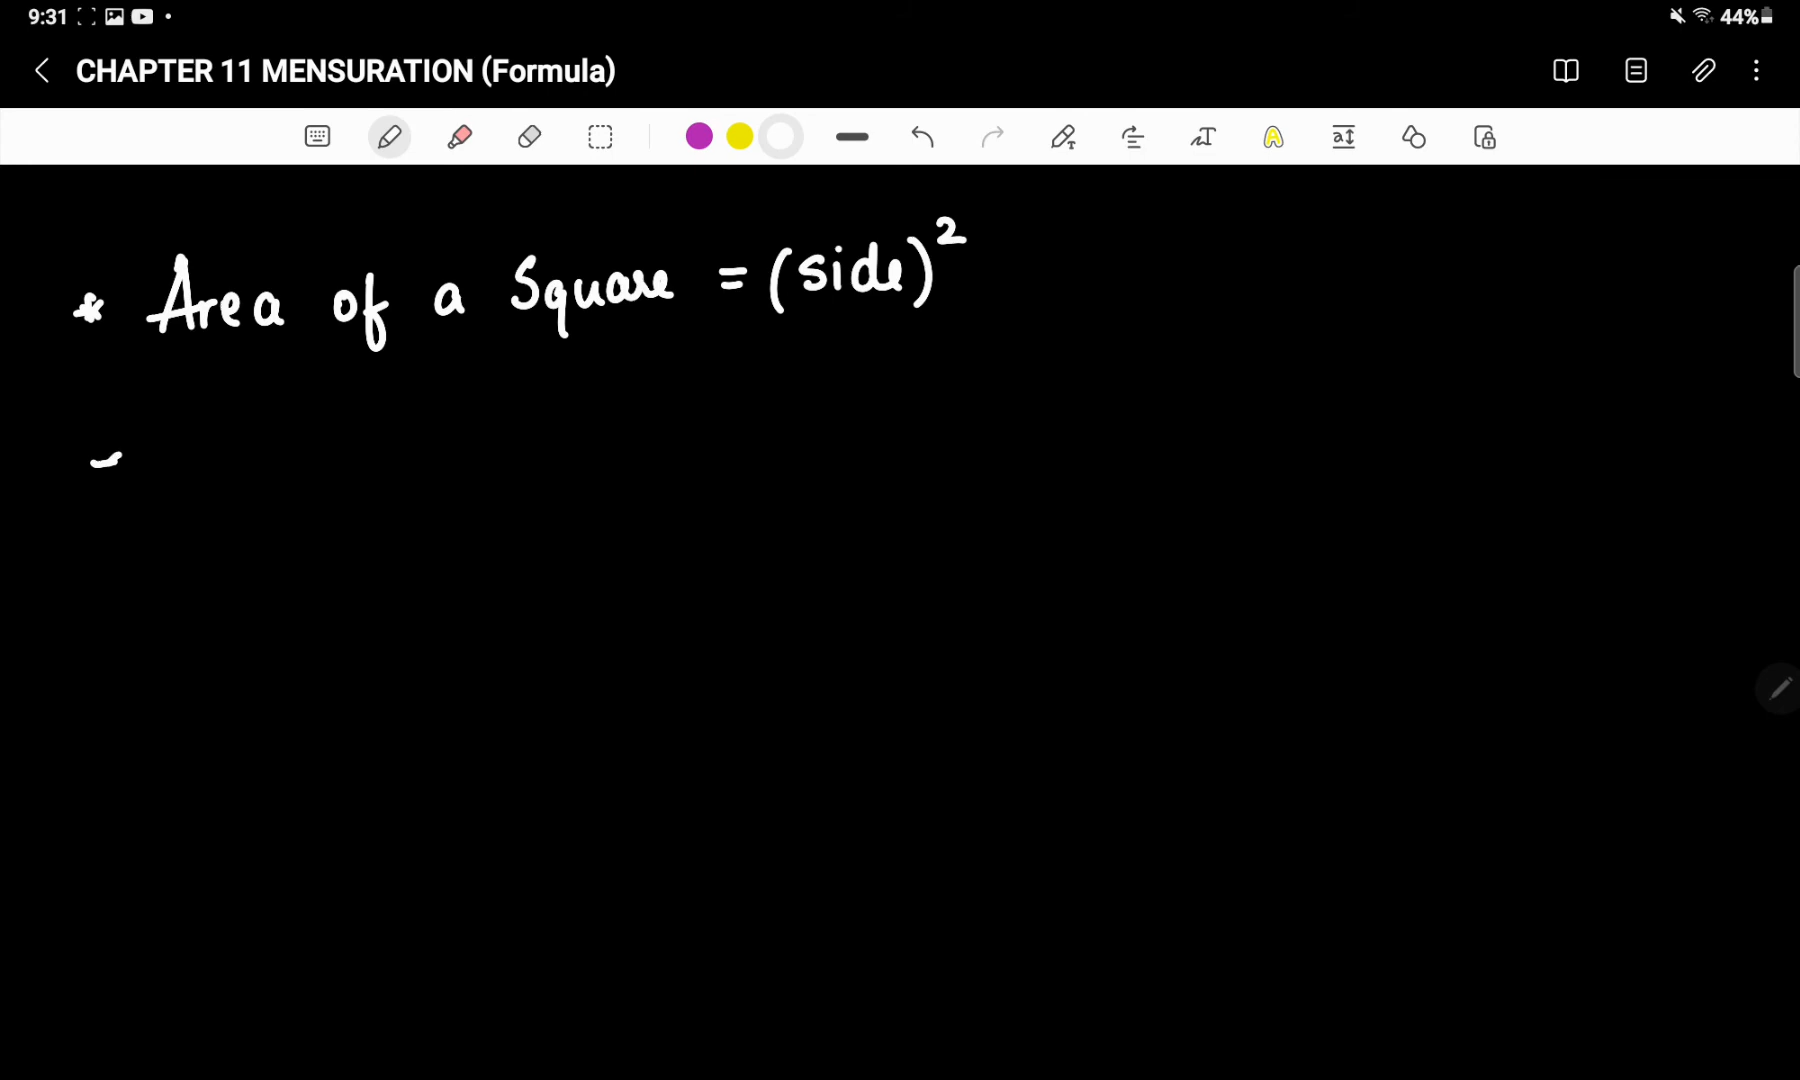 9:31 44%
CHAPTER 11 MENSURATION (Formula)
* Area of a Square = (side)²